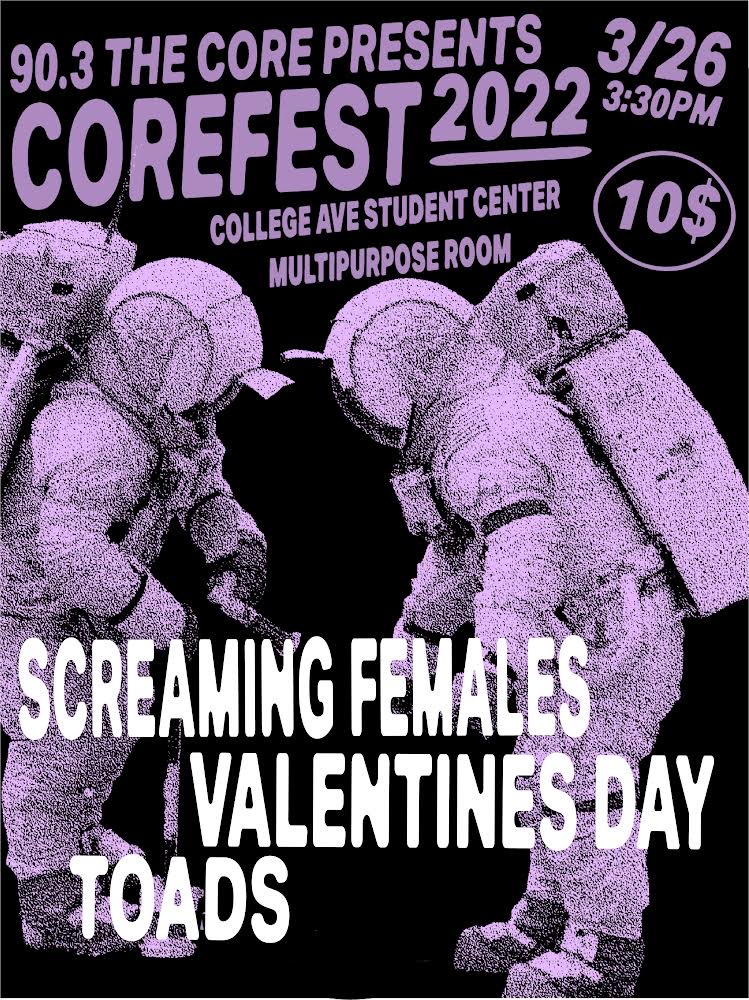 90.3 THE CORE PRESENTS
COREFEST 2022
3/26
3:30PM
10$
COLLEGE AVE STUDENT CENTER
MULTIPURPOSE ROOM
SCREAMING FEMALES
VALENTINES DAY
TOADS